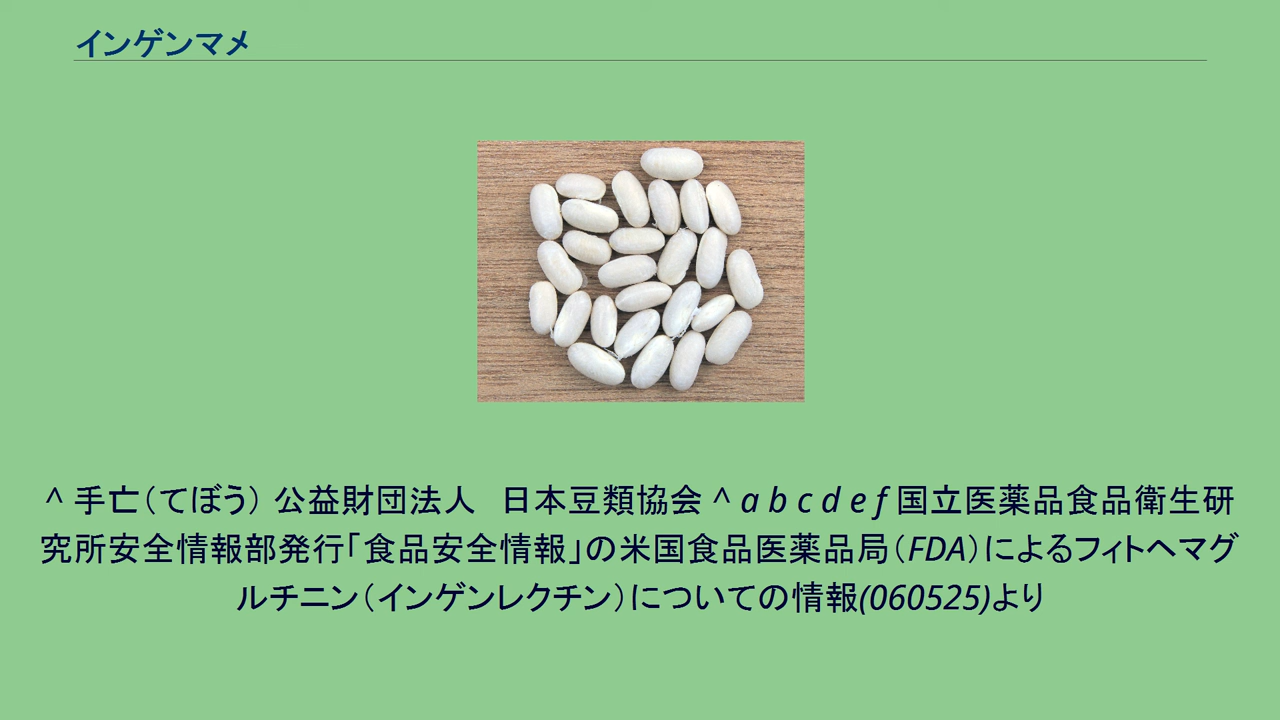 インゲンマメ
^ 手亡(てぼう) 公益財団法人　日本豆類協会 ^ a b c d e f 国立医薬品食品衛生研
究所安全情報部発行「食品安全情報」の米国食品医薬品局(FDA)によるフィトヘマグ
ルチニン(インゲンレクチン)についての情報(060525)より